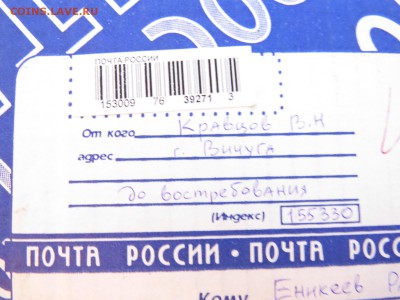 COINS.LAVE.RU
ПОЧТА РОССИИ
153009 76 39271 3
От кого Кравцов В.Н
адрес г. Вичуга
до востребования
(Индекс) 155330
ПОЧТА РОССИИ • ПОЧТА РОСС
Кому Еникеев